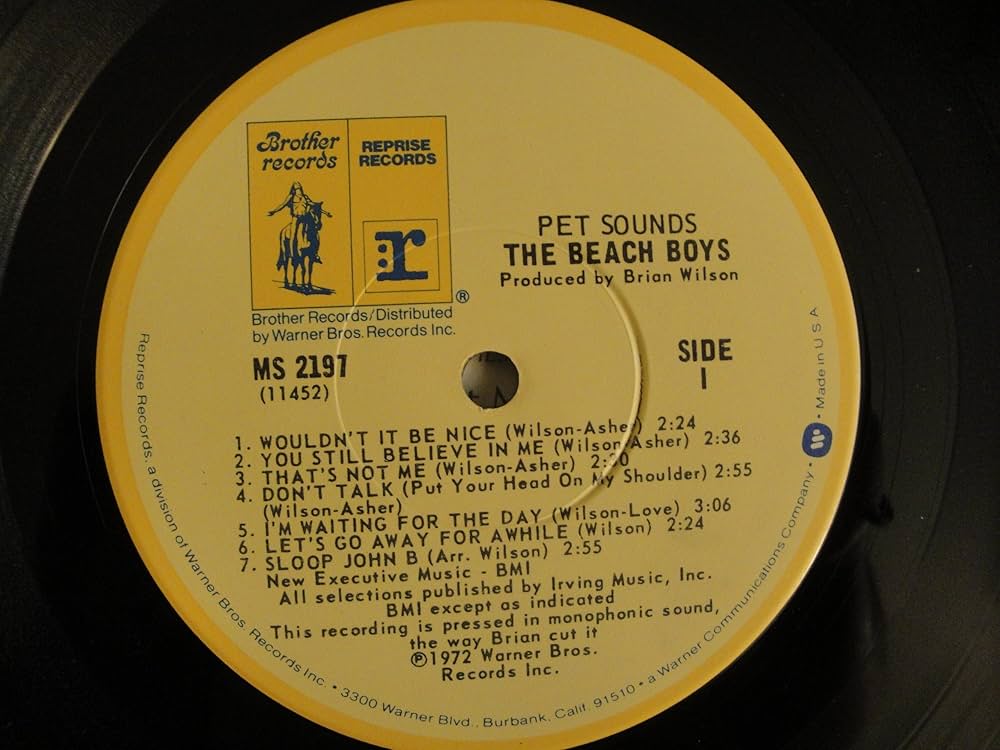 Brother
records
REPRISE
RECORDS
r
®
Brother Records/Distributed
by Warner Bros. Records Inc.
PET SOUNDS
THE BEACH BOYS
Produced by Brian Wilson
MS 2197
(11452)
SIDE
1
1. WOULDN'T IT BE NICE (Wilson-Asher) 2:24
2. YOU STILL BELIEVE IN ME (Wilson-Asher) 2:36
3. THAT'S NOT ME (Wilson-Asher) 2:30
4. DON'T TALK (Put Your Head On My Shoulder) 2:55
(Wilson-Asher)
5. I'M WAITING FOR THE DAY (Wilson-Love) 3:06
6. LET'S GO AWAY FOR AWHILE (Wilson) 2:24
7. SLOOP JOHN B (Arr. Wilson) 2:55
New Executive Music - BMI
All selections published by Irving Music, Inc.
BMI except as indicated
This recording is pressed in monophonic sound,
the way Brian cut it
℗1972 Warner Bros.
Records Inc.
Reprise Records, a division of Warner Bros. Records Inc. • 3300 Warner Blvd., Burbank, Calif. 91510 • a Warner Communications Company • W • Made in U.S.A